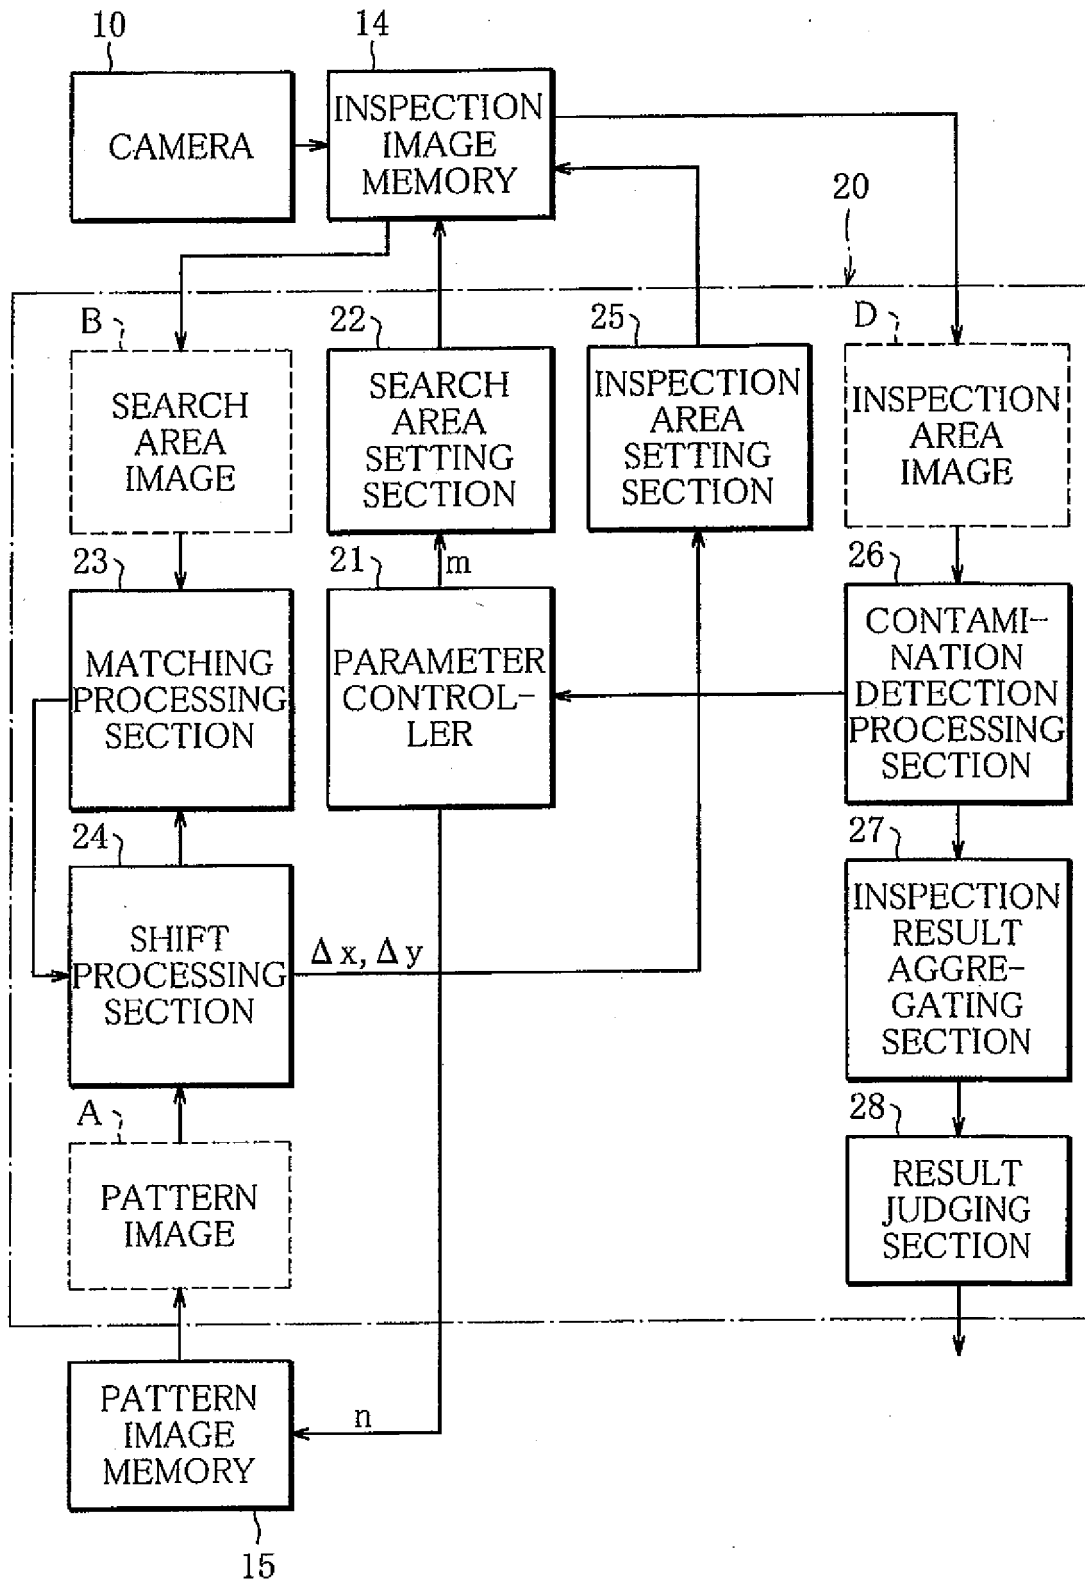 10
14
CAMERA
INSPECTION
IMAGE
MEMORY
20
B
22
25
D
SEARCH
AREA
IMAGE
SEARCH
AREA
SETTING
SECTION
INSPECTION
AREA
SETTING
SECTION
INSPECTION
AREA
IMAGE
23
21
m
26
MATCHING
PROCESSING
SECTION
PARAMETER
CONTROL-
LER
CONTAMI-
NATION
DETECTION
PROCESSING
SECTION
24
27
SHIFT
PROCESSING
SECTION
Δx, Δy
INSPECTION
RESULT
AGGRE-
GATING
SECTION
A
28
PATTERN
IMAGE
RESULT
JUDGING
SECTION
PATTERN
IMAGE
MEMORY
n
15